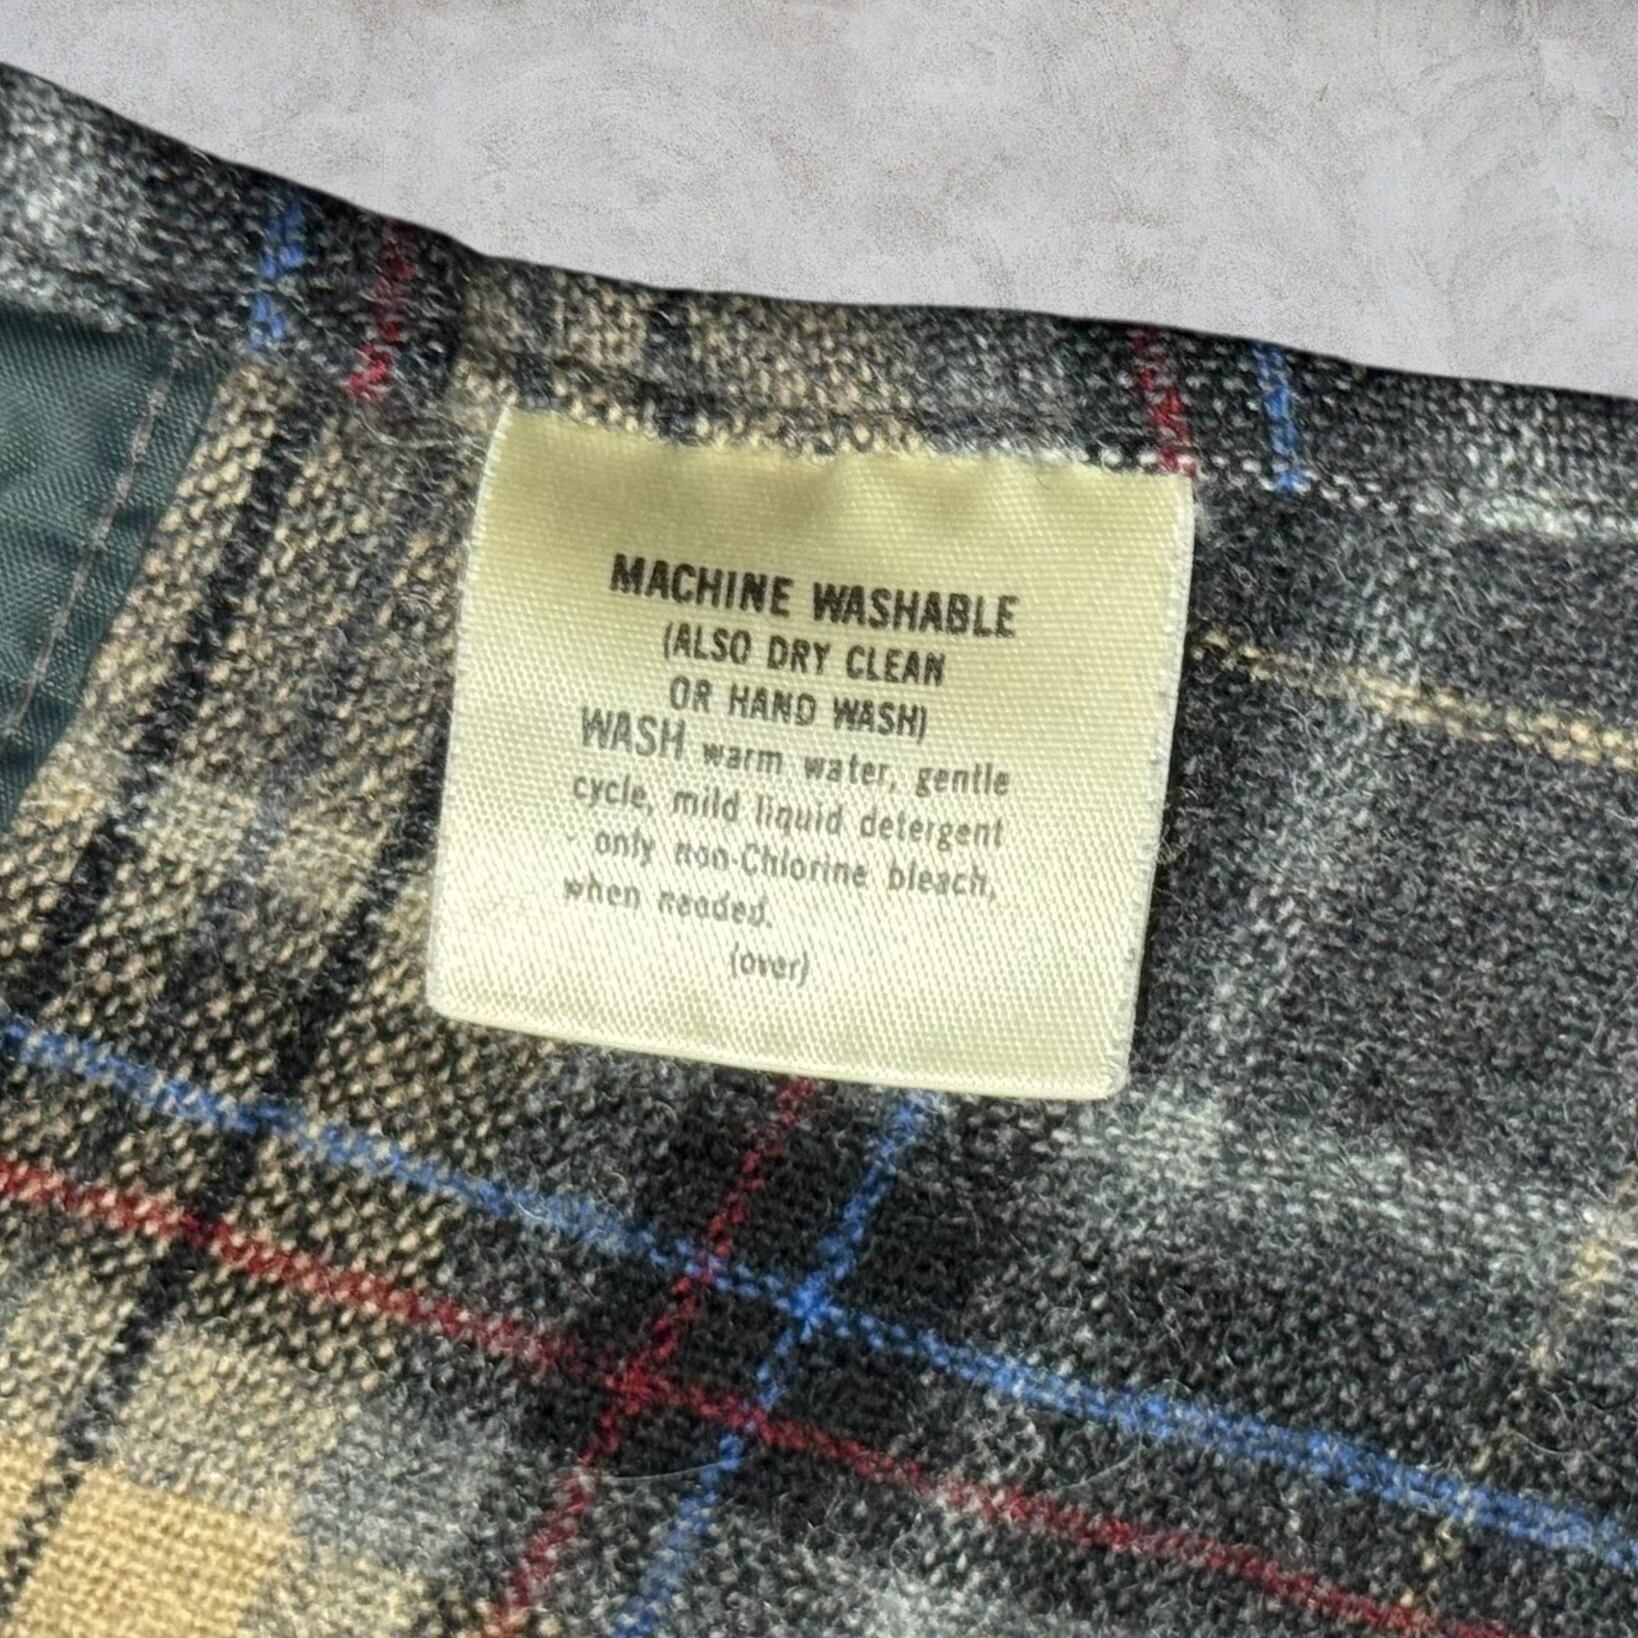 MACHINE WASHABLE
(ALSO DRY CLEAN
OR HAND WASH)
WASH warm water, gentle
cycle, mild liquid detergent
- only non-Chlorine bleach,
when needed.
(over)